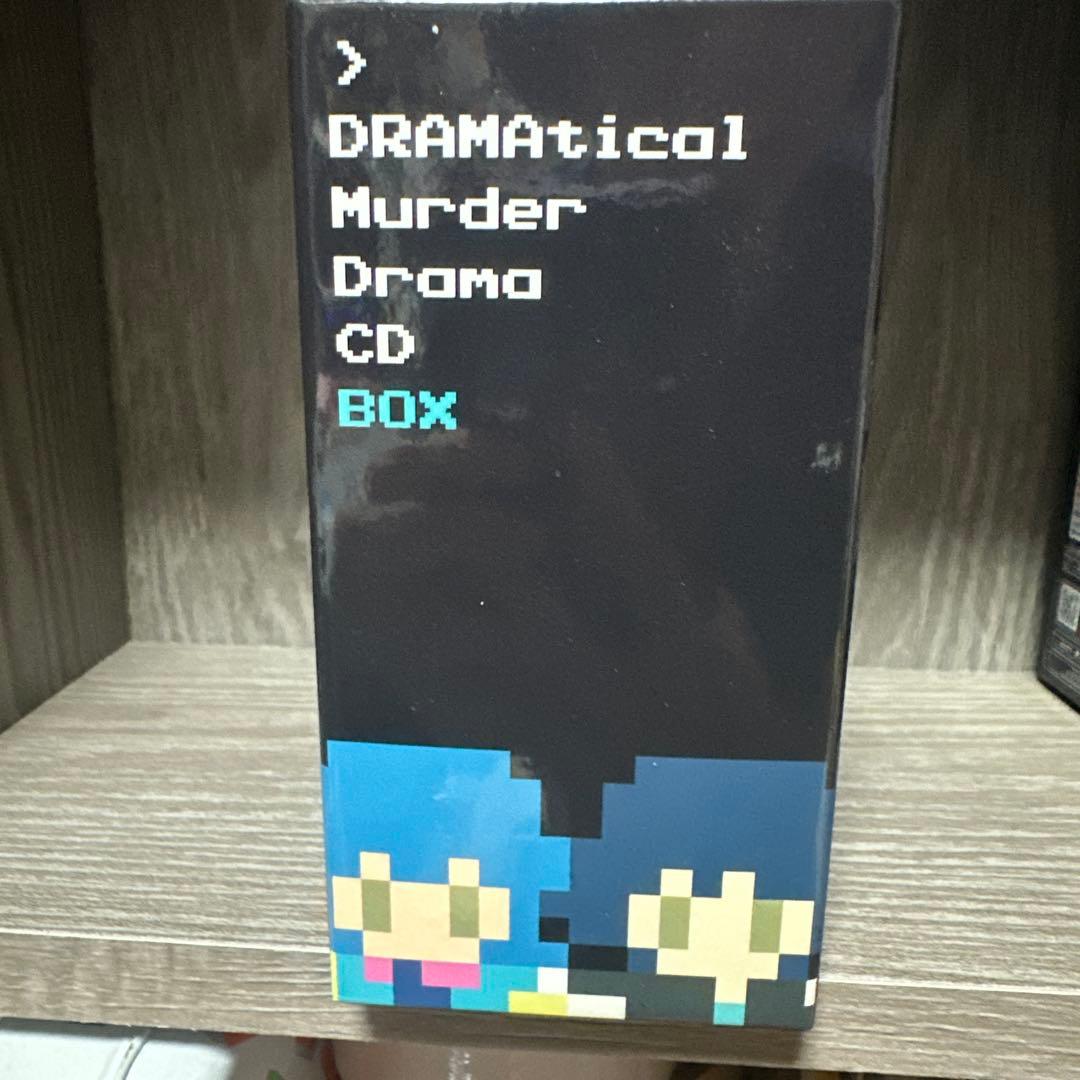 >
DRAMAtical
Murder
Drama
CD
BOX